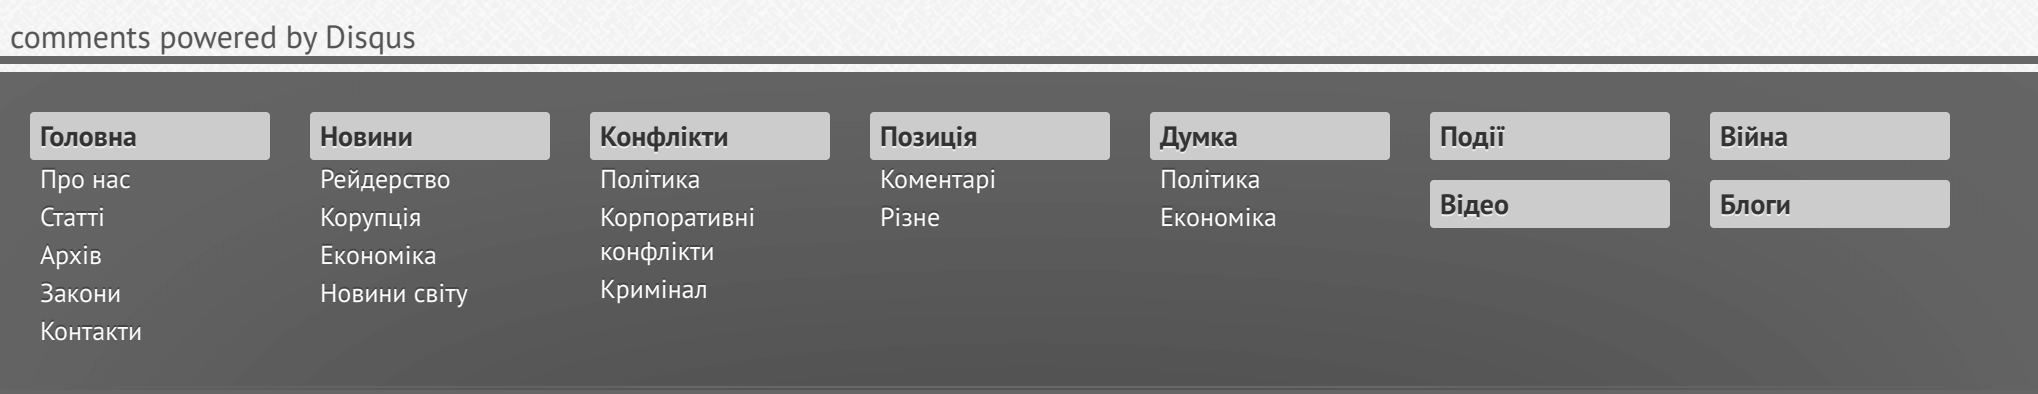 comments powered by Disqus
Головна
Про нас
Статті
Архів
Закони
Контакти
Новини
Рейдерство
Корупція
Економіка
Новини світу
Конфлікти
Політика
Корпоративні
конфлікти
Кримінал
Позиція
Коментарі
Різне
Думка
Політика
Економіка
Події
Відео
Війна
Блоги